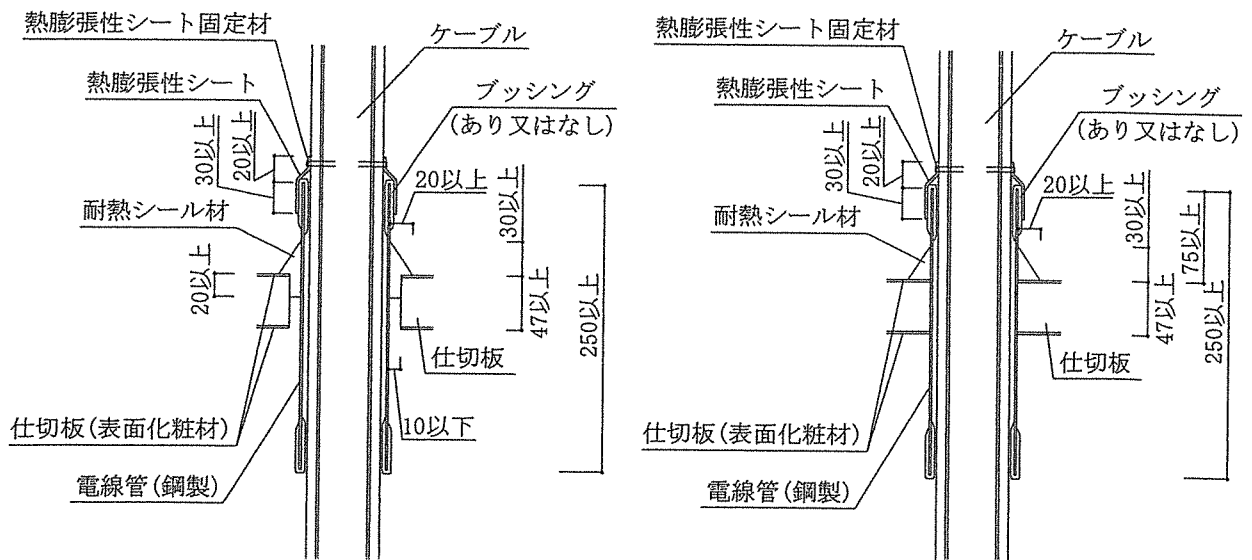 熱膨張性シート固定材
ケーブル
熱膨張性シート
ブッシング
(あり又はなし)
30以上
20以上
20以上
30以上
耐熱シール材
20以上
47以上
250以上
仕切板
仕切板(表面化粧材)
10以下
電線管(鋼製)
熱膨張性シート固定材
ケーブル
熱膨張性シート
ブッシング
(あり又はなし)
30以上
20以上
20以上
30以上
75以上
耐熱シール材
47以上
250以上
仕切板
仕切板(表面化粧材)
電線管(鋼製)